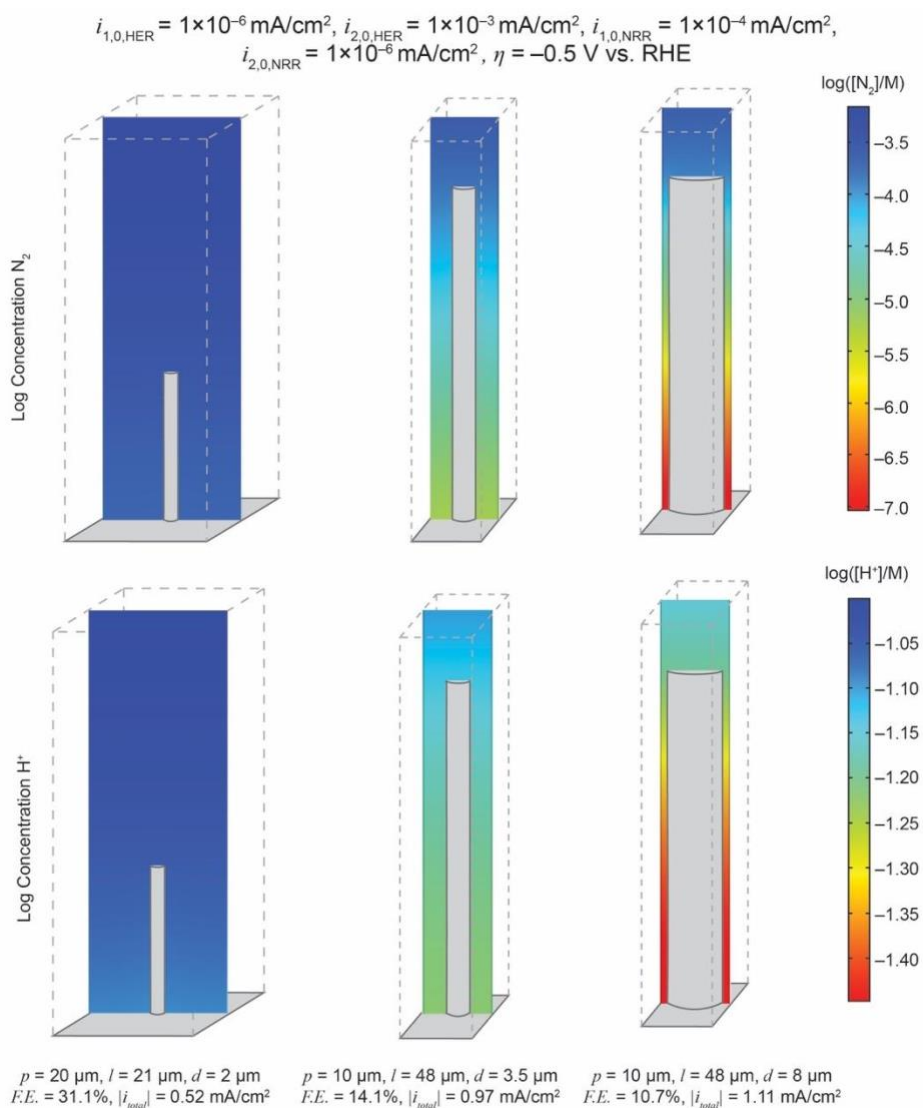 i1,0,HER = 1×10–6 mA/cm2, i2,0,HER = 1×10–3 mA/cm2, i1,0,NRR = 1×10–4 mA/cm2,
i2,0,NRR = 1×10–6 mA/cm2, η = –0.5 V vs. RHE
Log Concentration N2
log([N2]/M)
–3.5
–4.0
–4.5
–5.0
–5.5
–6.0
–6.5
–7.0
Log Concentration H+
log([H+]/M)
–1.05
–1.10
–1.15
–1.20
–1.25
–1.30
–1.35
–1.40
p = 20 μm, l = 21 μm, d = 2 μm
F.E. = 31.1%, |itotal| = 0.52 mA/cm2
p = 10 μm, l = 48 μm, d = 3.5 μm
F.E. = 14.1%, |itotal| = 0.97 mA/cm2
p = 10 μm, l = 48 μm, d = 8 μm
F.E. = 10.7%, |itotal| = 1.11 mA/cm2